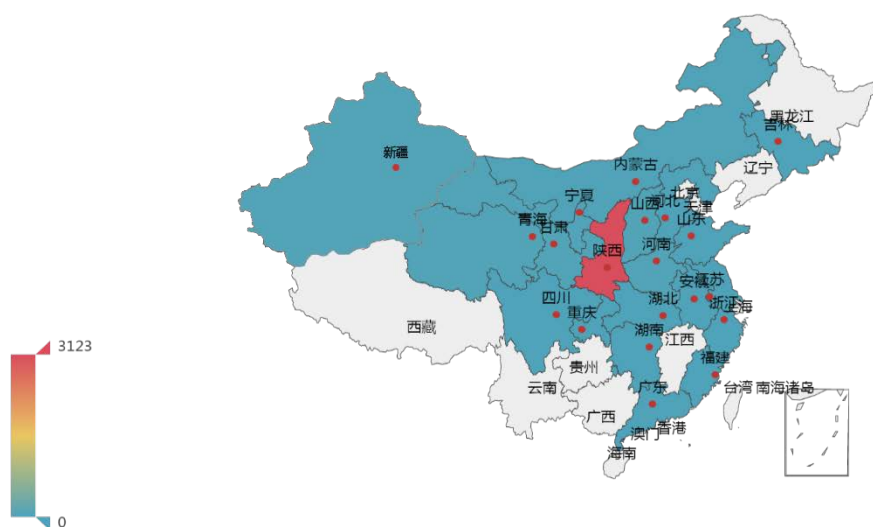 黑龙江
吉林
新疆
内蒙古
辽宁
北京
宁夏
山西
河北
天津
青海
甘肃
山东
陕西
河南
四川
重庆
湖北
安徽
江苏
浙江
上海
西藏
湖南
江西
3123
贵州
福建
云南
广东
台湾
南海诸岛
广西
澳门
香港
海南
0